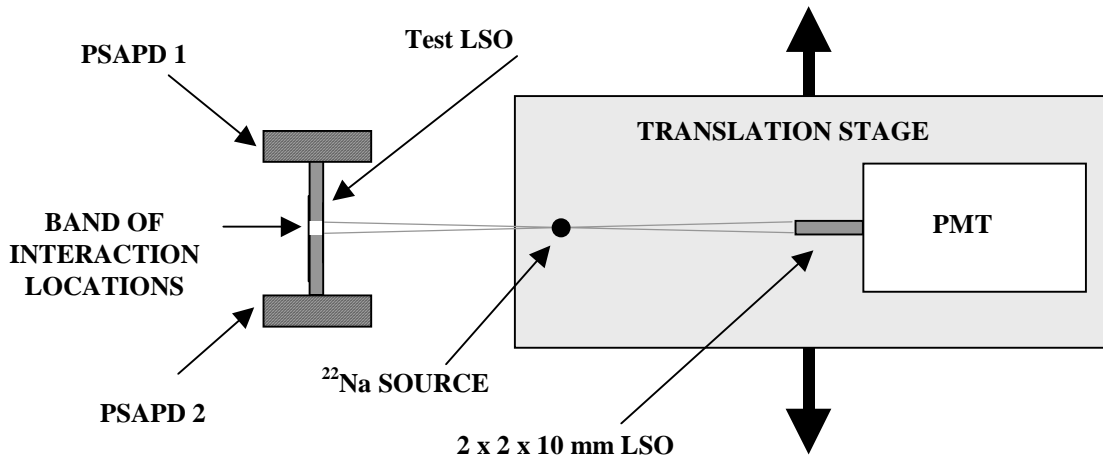 Test LSO
PSAPD 1
TRANSLATION STAGE
BAND OF
INTERACTION
LOCATIONS
PMT
²²Na SOURCE
PSAPD 2
2 x 2 x 10 mm LSO